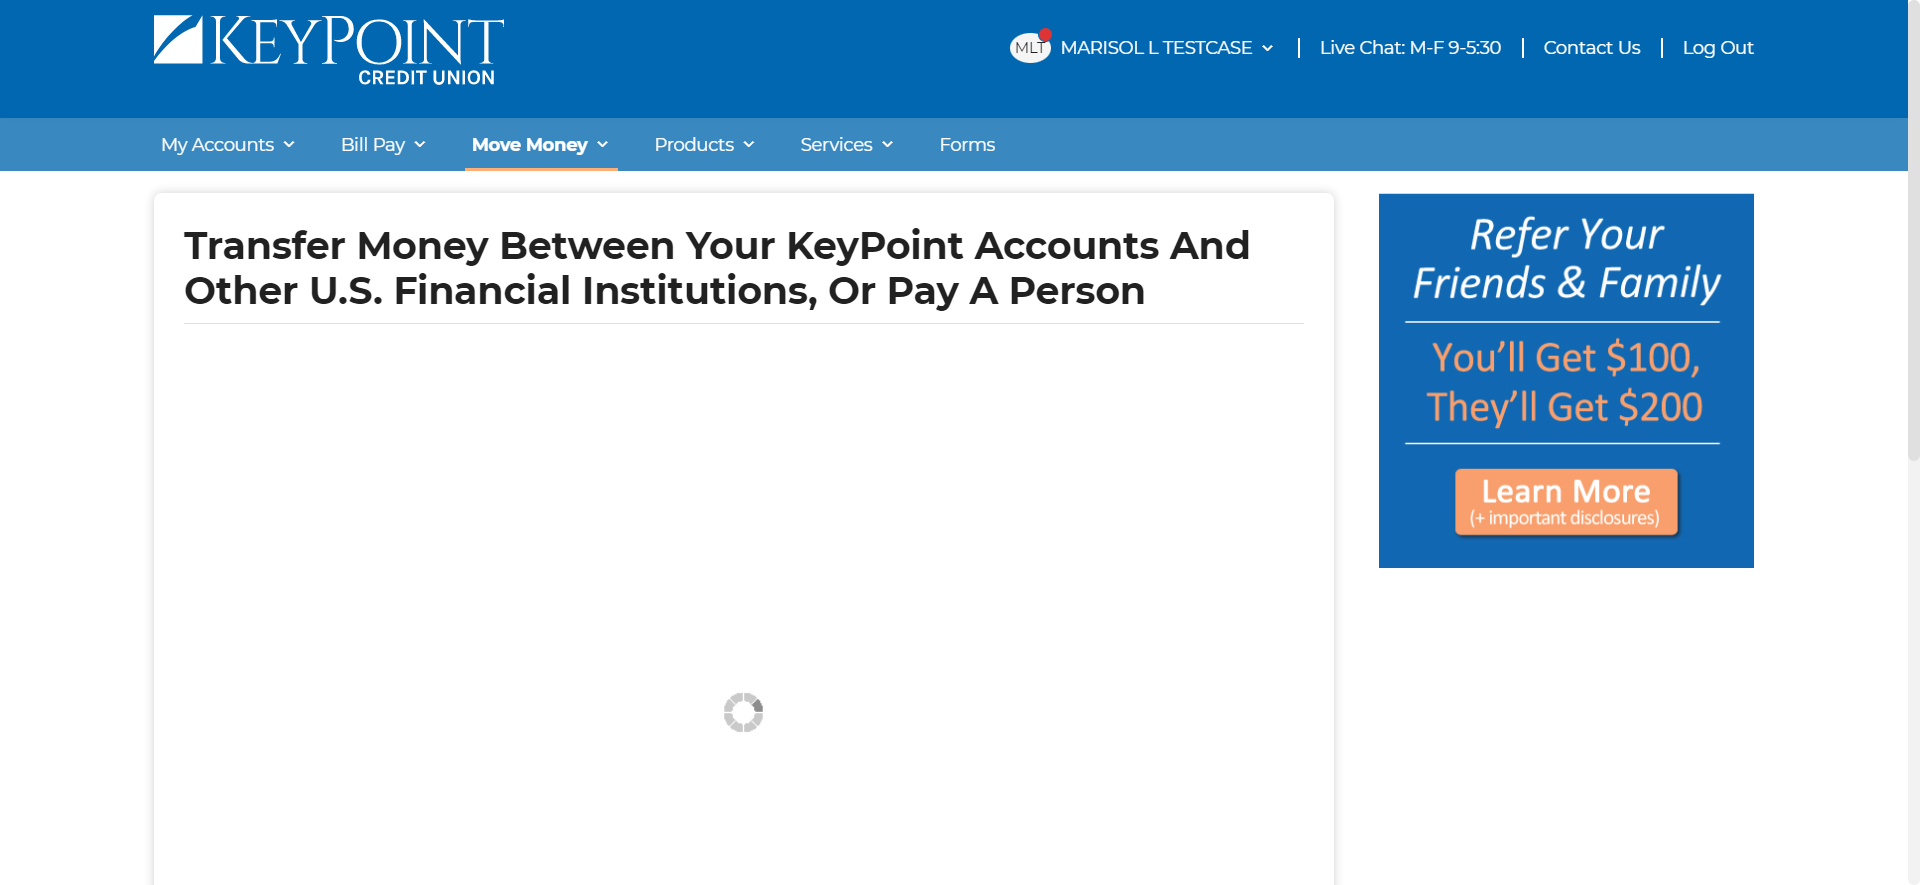 KEYPOINT
CREDIT UNION
MLT MARISOL L TESTCASE Live Chat: M-F 9-5:30 Contact Us Log Out
My Accounts Bill Pay Move Money Products Services Forms
Transfer Money Between Your KeyPoint Accounts And
Other U.S. Financial Institutions, Or Pay A Person
Refer Your
Friends & Family
You'll Get $100,
They'll Get $200
Learn More
(+ important disclosures)